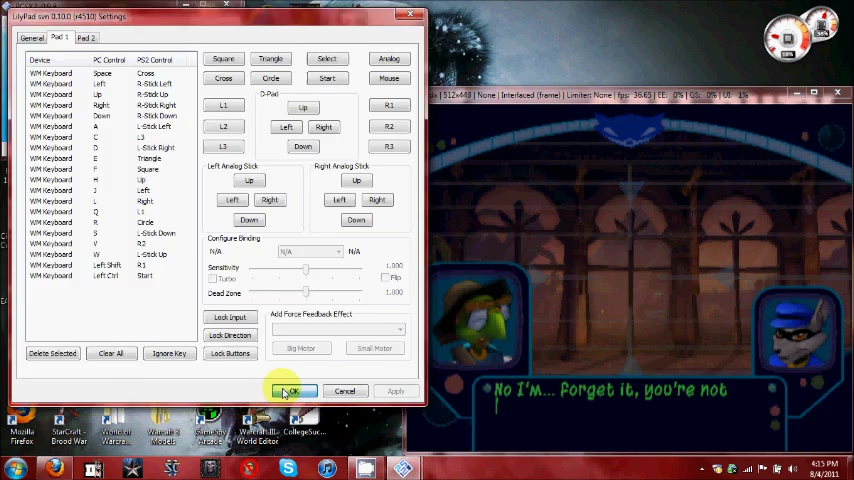 LilyPad svn 0.10.0 (r4510) Settings
General Pad 1 Pad 2
Device PC Control PS2 Control
WM Keyboard Space Cross
WM Keyboard Left R-Stick Left
WM Keyboard Up R-Stick Up
WM Keyboard Right R-Stick Right
WM Keyboard Down R-Stick Down
WM Keyboard A L-Stick Left
WM Keyboard C L3
WM Keyboard D L-Stick Right
WM Keyboard E Triangle
WM Keyboard F Square
WM Keyboard H Up
WM Keyboard J Left
WM Keyboard L Right
WM Keyboard Q L1
WM Keyboard R Circle
WM Keyboard S L-Stick Down
WM Keyboard V R2
WM Keyboard W L-Stick Up
WM Keyboard Left Shift R1
WM Keyboard Left Ctrl Start
Delete Selected Clear All Ignore Key
Square Triangle Select Analog
Cross Circle Start Mouse
D-Pad
L1 Up R1
L2 Left Right R2
L3 Down R3
Left Analog Stick Right Analog Stick
Up Up
Left Right Left Right
Down Down
Configure Binding
N/A N/A N/A
Sensitivity 1.000
Turbo Flip
Dead Zone 1.000
Lock Input
Lock Direction
Lock Buttons
Add Force Feedback Effect
Big Motor Small Motor
OK Cancel Apply
| 512x448 | None | Interlaced (frame) | Limiter: None | fps: 36.65 | EE: 0% | GS: 0% | UI: 1%
No I'm... forget it, you're not
Mozilla Firefox
StarCraft - Brood War
World of Warcra...
Warcraft 3 Models
GameSpy Arcade
Warcraft III World Editor
CollegeSuc...
4:15 PM
8/4/2011